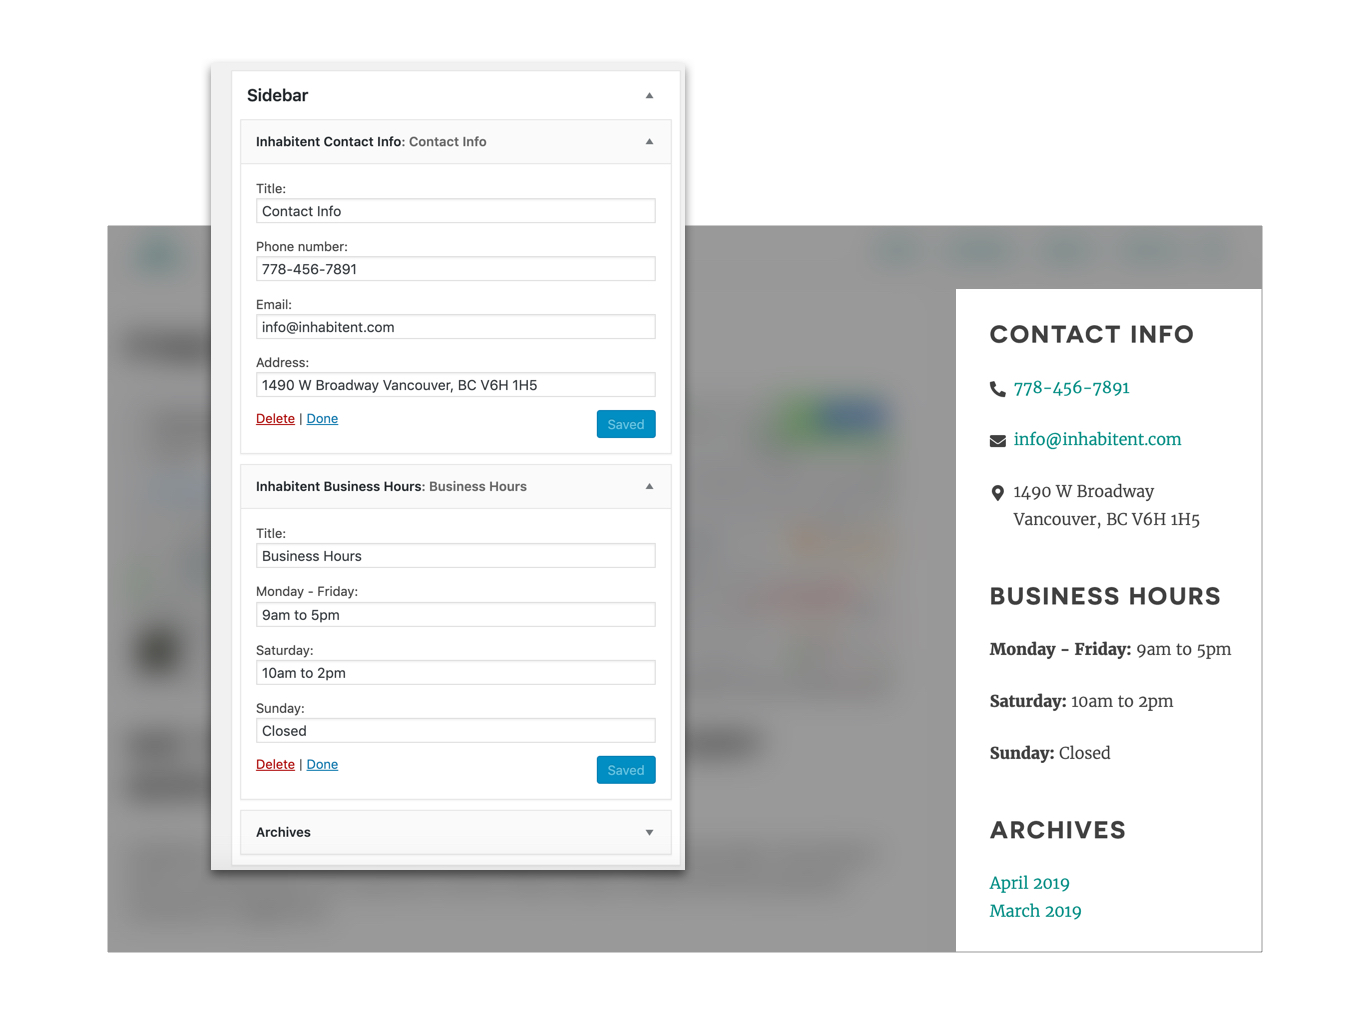 Sidebar
Inhabitent Contact Info: Contact Info
Title:
Contact Info
Phone number:
778-456-7891
Email:
info@inhabitent.com
Address:
1490 W Broadway Vancouver, BC V6H 1H5
Delete | Done
Saved
Inhabitent Business Hours: Business Hours
Title:
Business Hours
Monday - Friday:
9am to 5pm
Saturday:
10am to 2pm
Sunday:
Closed
Delete | Done
Saved
Archives
CONTACT INFO
778-456-7891
info@inhabitent.com
1490 W Broadway
Vancouver, BC V6H 1H5
BUSINESS HOURS
Monday - Friday: 9am to 5pm
Saturday: 10am to 2pm
Sunday: Closed
ARCHIVES
April 2019
March 2019